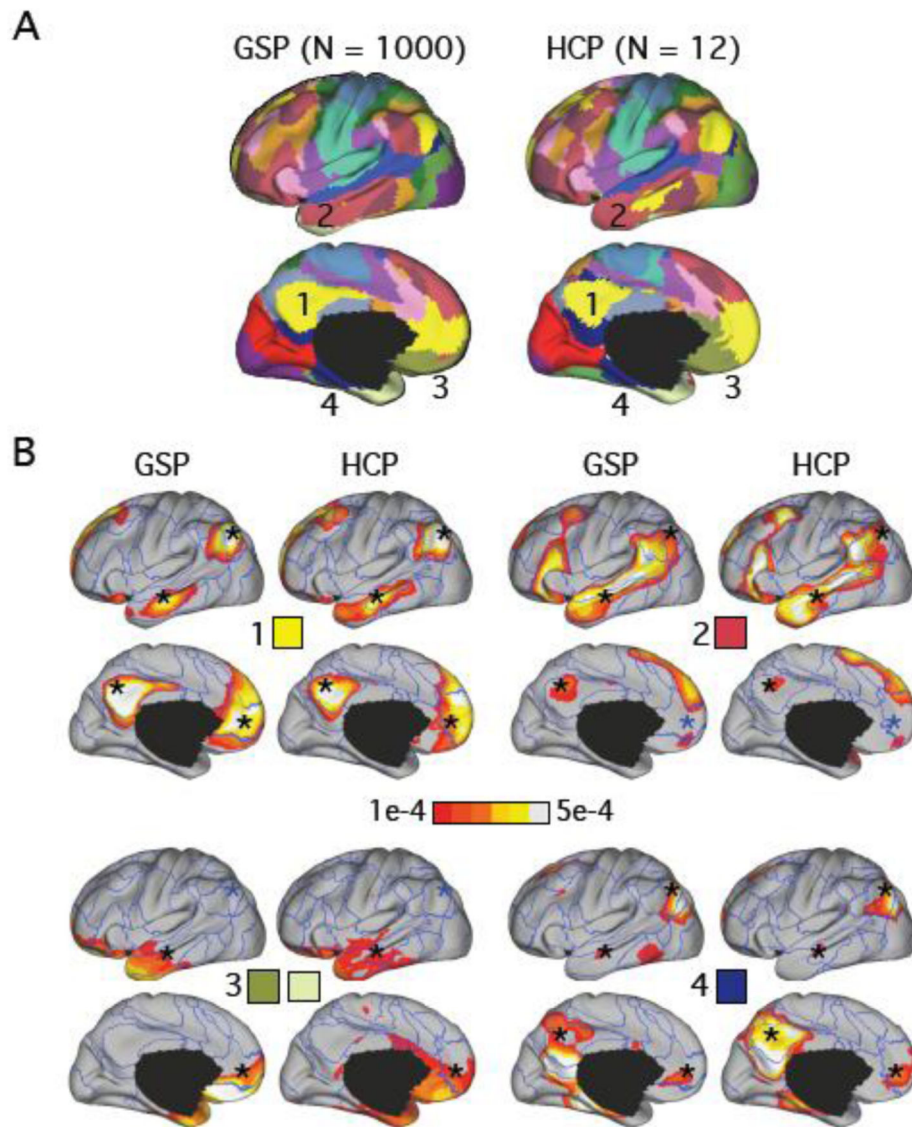 A
GSP (N = 1000) HCP (N = 12)
2 2
1 1
3 3
4 4
B
GSP HCP GSP HCP
* * * * * * * *
1 2
* * * * * * * *
1e-4 5e-4
* * * * * * * *
3 4
* * * * * *